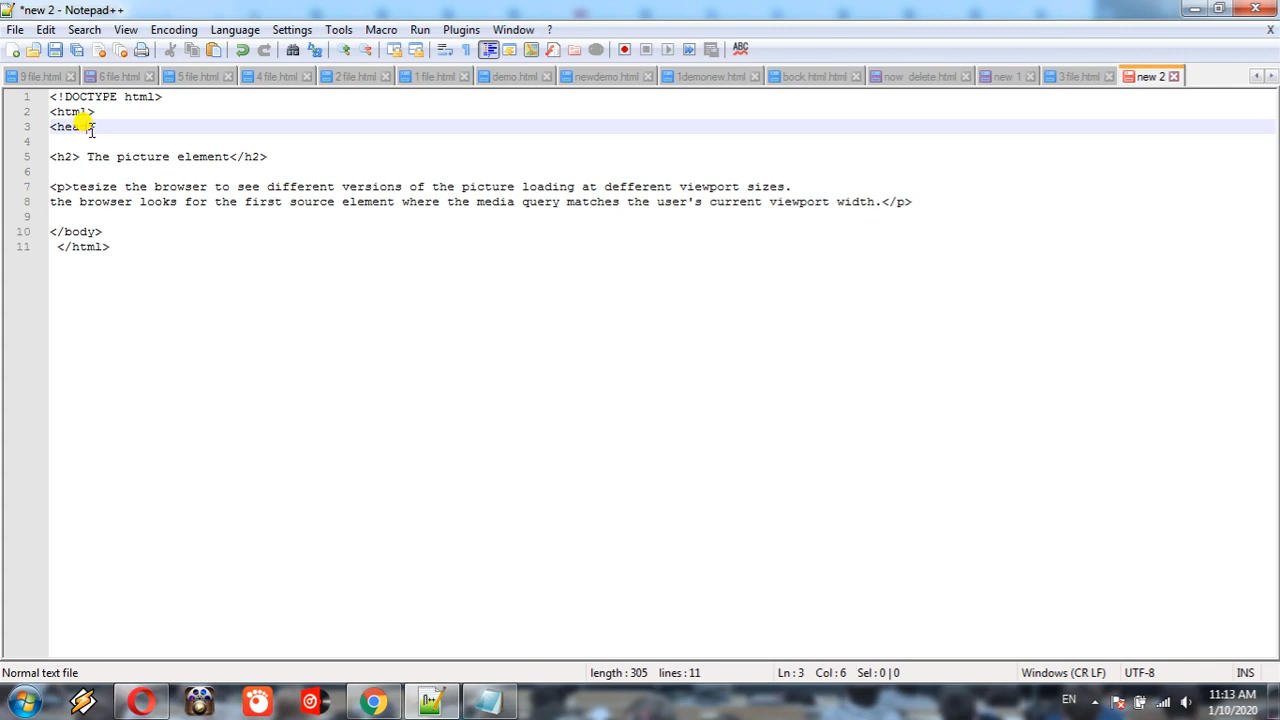 *new 2 - Notepad++
File Edit Search View Encoding Language Settings Tools Macro Run Plugins Window ? X
9 file.html 6 file.html 5 file.html 4 file.html 2 file.html 1 file.html demo.html newdemo html 1demonew.html book html.html now delete.html new 1 3 file.html new 2
1 <!DOCTYPE html>
2 <html>
3 <hea
4
5 <h2> The picture element</h2>
6
7 <p>tesize the browser to see different versions of the picture loading at defferent viewport sizes.
8 the browser looks for the first source element where the media query matches the user's current viewport width.</p>
9
10 </body>
11 </html>
Normal text file length : 305 lines : 11 Ln : 3 Col : 6 Sel : 0 | 0 Windows (CR LF) UTF-8 INS
EN 11:13 AM
1/10/2020